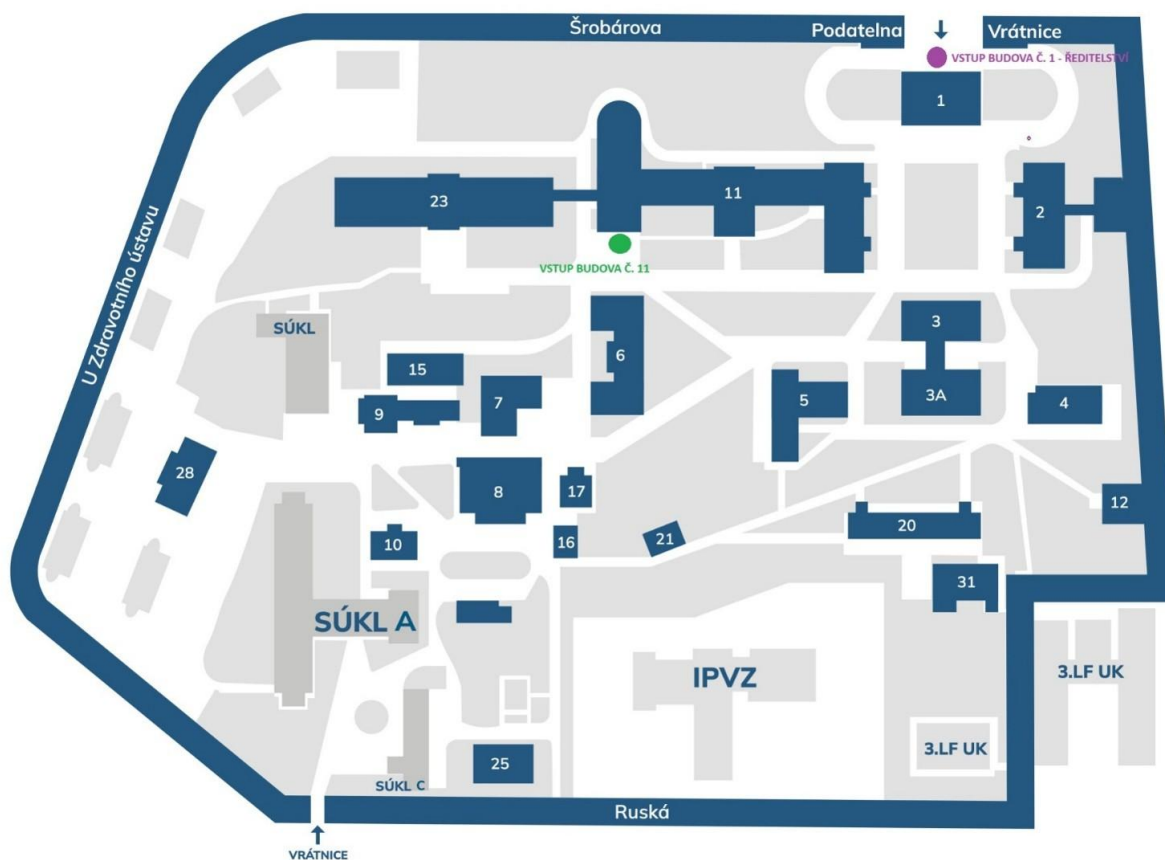 Šrobárova
Podatelna
Vrátnice
VSTUP BUDOVA Č. 1 - ŘEDITELSTVÍ
1
23
11
2
VSTUP BUDOVA Č. 11
U Zdravotního ústavu
SÚKL
3
6
15
7
5
3A
4
9
28
8
17
12
10
16
21
20
31
SÚKL A
IPVZ
3.LF UK
3.LF UK
25
SÚKL C
Ruská
VRÁTNICE